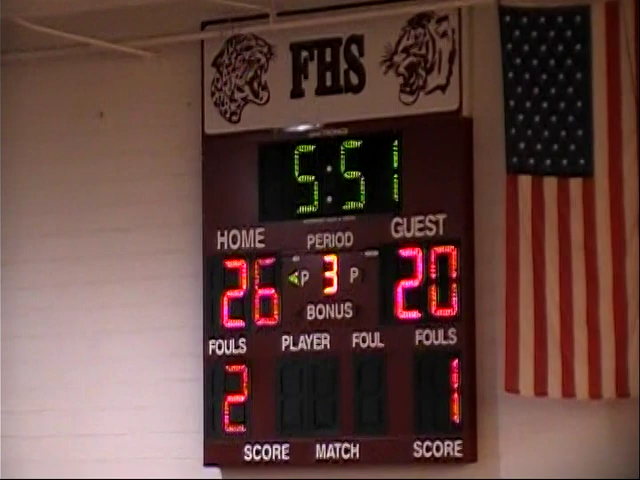 FHS
5:51
HOME PERIOD GUEST
26 P 3 P 20
BONUS
FOULS PLAYER FOUL FOULS
2 1
SCORE MATCH SCORE